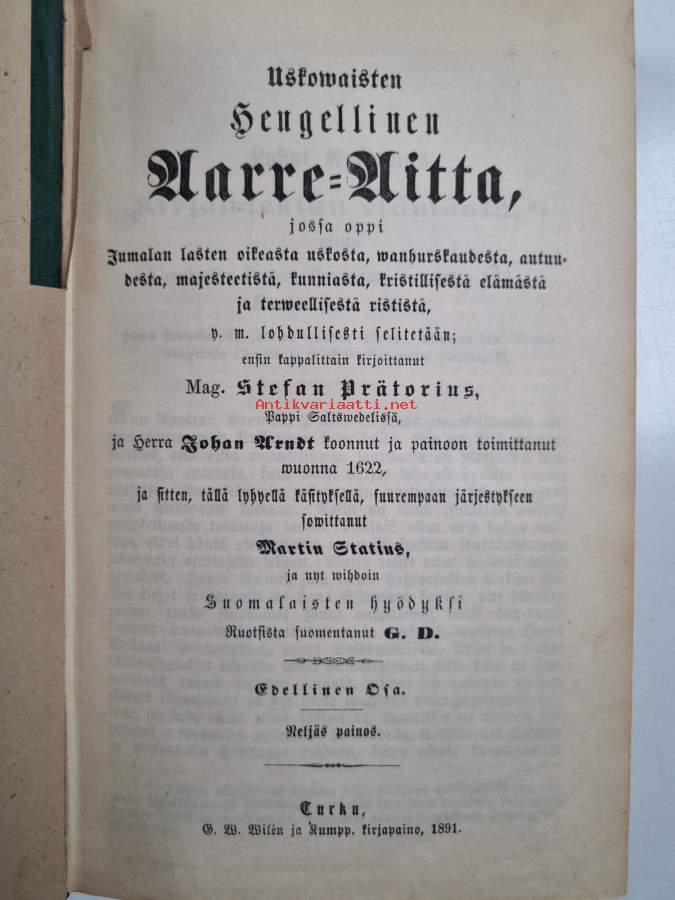 Uskowaisten
Hengellinen
Aarre=Aitta,
jossa oppi
Jumalan lasten oikeasta uskosta, wanhurskaudesta, autuu-
desta, majesteetistä, kunniasta, kristillisestä elämästä
ja terweellisestä rististä,
y. m. lohdullisesti selitetään;
ensin kappalittain kirjoittanut
Mag. Stefan Prätorius,
Antikvariaatti.net
Pappi Saltswedelissä,
ja Herra Johan Arndt koonnut ja painoon toimittanut
wuonna 1622,
ja sitten, tällä lyhyellä käsityksellä, suurempaan järjestykseen
sowittanut
Martin Statius,
ja nyt wihdoin
Suomalaisten hyödyksi
Ruotsista suomentanut G. D.
Edellinen Osa.
Neljäs painos.
Turku,
G. W. Wilén ja Kumpp. kirjapaino, 1891.